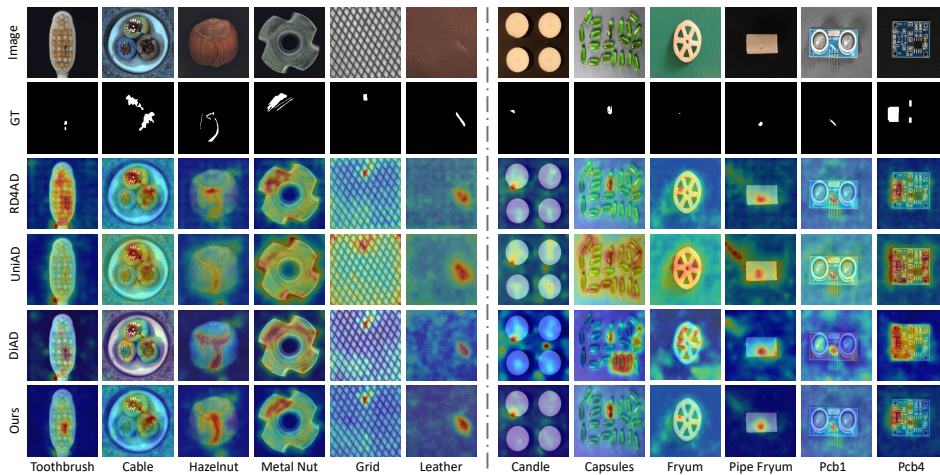 Image
GT
RD4AD
UniAD
DiAD
Ours
Toothbrush Cable Hazelnut Metal Nut Grid Leather Candle Capsules Fryum Pipe Fryum Pcb1 Pcb4